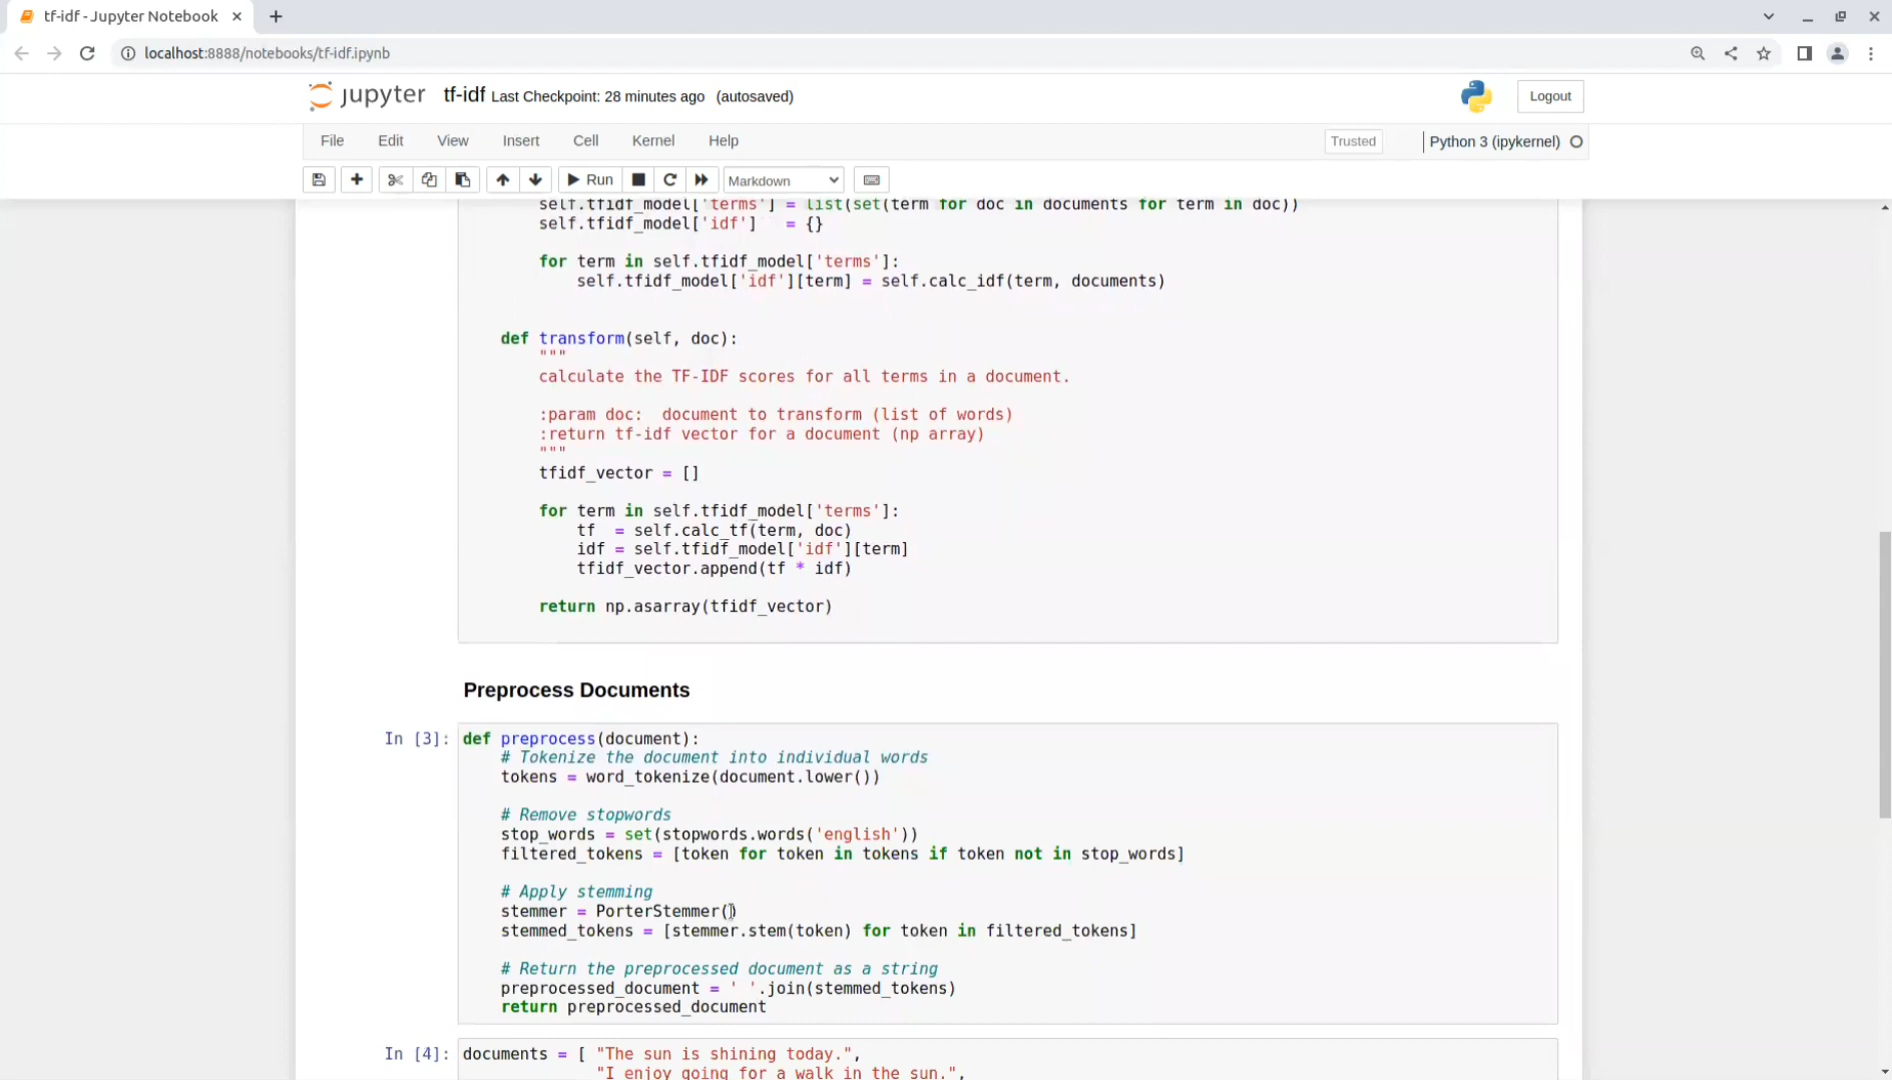 tf-idf - Jupyter Notebook
localhost:8888/notebooks/tf-idf.ipynb
jupyter tf-idf Last Checkpoint: 28 minutes ago (autosaved)
Logout
File Edit View Insert Cell Kernel Help
Trusted
Python 3 (ipykernel)
Run
Markdown
self.tfidf_model['terms'] = list(set(term for doc in documents for term in doc))
self.tfidf_model['idf']   = {}
for term in self.tfidf_model['terms']:
self.tfidf_model['idf'][term] = self.calc_idf(term, documents)
def transform(self, doc):
"""
calculate the TF-IDF scores for all terms in a document.
:param doc:  document to transform (list of words)
:return tf-idf vector for a document (np array)
"""
tfidf_vector = []
for term in self.tfidf_model['terms']:
tf  = self.calc_tf(term, doc)
idf = self.tfidf_model['idf'][term]
tfidf_vector.append(tf * idf)
return np.asarray(tfidf_vector)
Preprocess Documents
In [3]: def preprocess(document):
# Tokenize the document into individual words
tokens = word_tokenize(document.lower())
# Remove stopwords
stop_words = set(stopwords.words('english'))
filtered_tokens = [token for token in tokens if token not in stop_words]
# Apply stemming
stemmer = PorterStemmer()
stemmed_tokens = [stemmer.stem(token) for token in filtered_tokens]
# Return the preprocessed document as a string
preprocessed_document = ' '.join(stemmed_tokens)
return preprocessed_document
In [4]: documents = [ "The sun is shining today.",
"I enjoy going for a walk in the sun.",